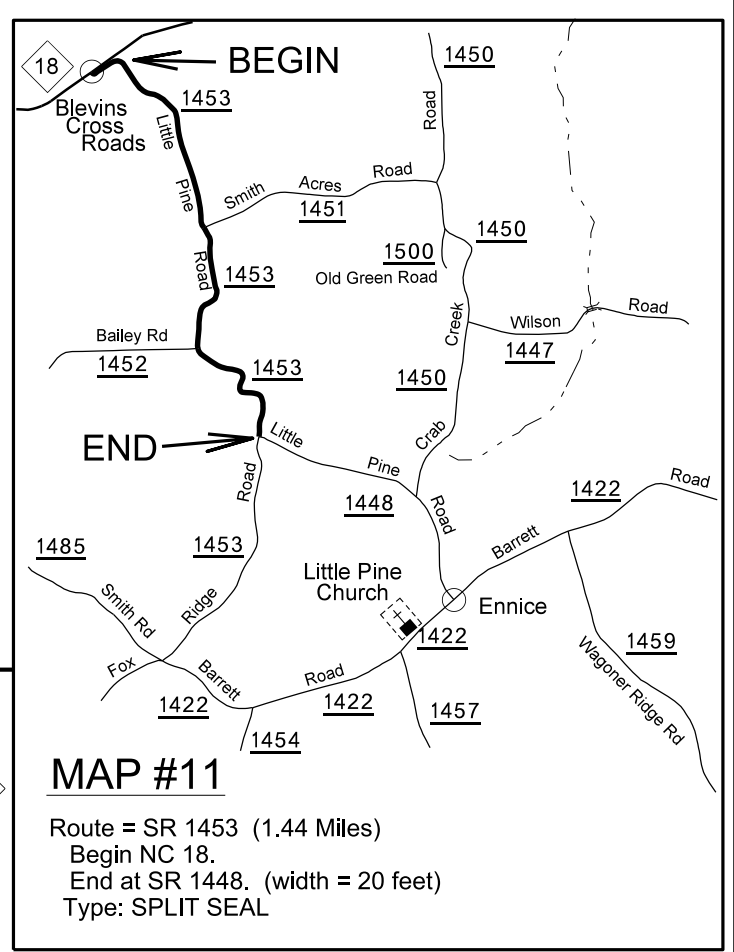 18
BEGIN
1450
Blevins
Cross
Roads
1453
Little
Pine
Road
Road
Smith Acres Road
1451
1450
1500
Old Green Road
1453
Creek
Wilson Road
1447
Bailey Rd
1452
1453
1450
Crab
END
Little Pine Road
1448
Road
1422
Road
Barrett
1485
1453
Smith Rd
Ridge
Fox
Little Pine
Church
Ennice
1422
1459
Wagoner Ridge Rd
Barrett Road
1422
1422
1457
1454
MAP #11
Route = SR 1453 (1.44 Miles)
Begin NC 18.
End at SR 1448. (width = 20 feet)
Type: SPLIT SEAL